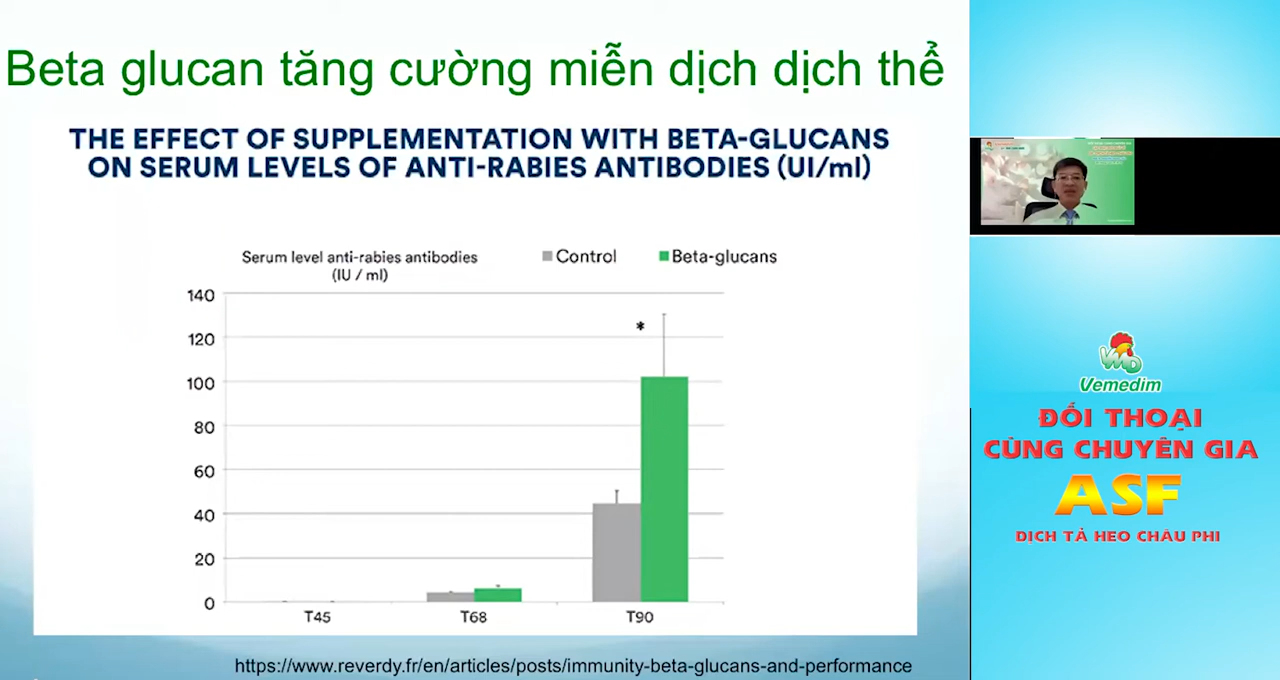 Beta glucan tăng cường miễn dịch dịch thể
THE EFFECT OF SUPPLEMENTATION WITH BETA-GLUCANS
ON SERUM LEVELS OF ANTI-RABIES ANTIBODIES (UI/ml)
Serum level anti-rabies antibodies
(IU / ml)
Control
Beta-glucans
140
120
100
80
60
40
20
0
*
T45
T68
T90
https://www.reverdy.fr/en/articles/posts/immunity-beta-glucans-and-performance
VMD
Vemedim
ĐỐI THOẠI
CÙNG CHUYÊN GIA
ASF
DỊCH TẢ HEO CHÂU PHI